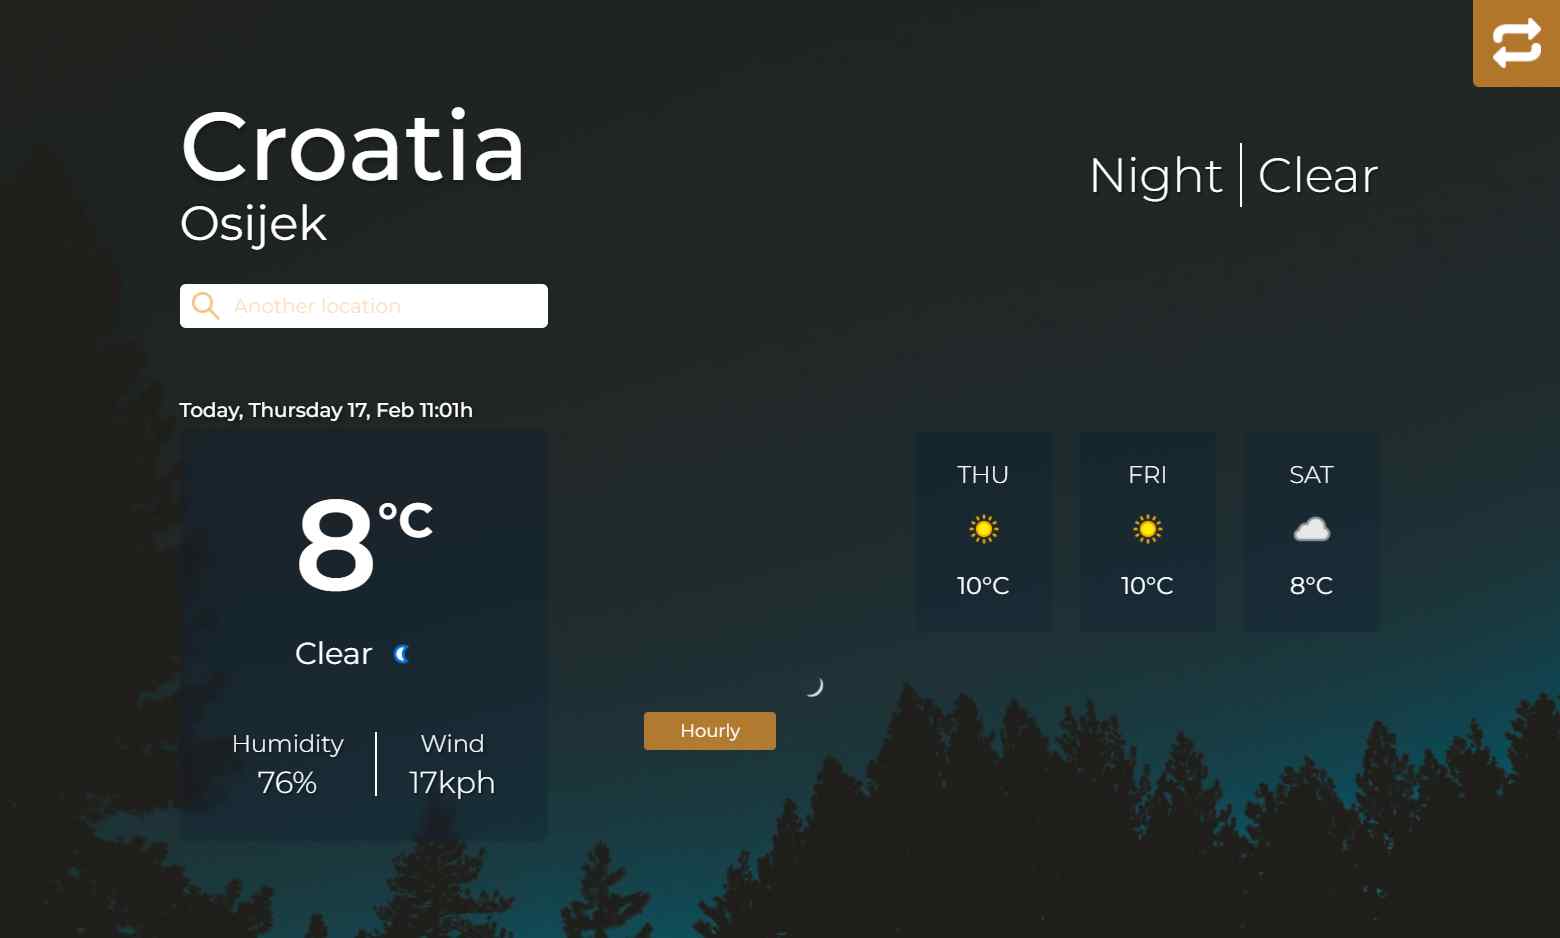 Croatia
Osijek
Night Clear
Another location
Today, Thursday 17, Feb 11:01h
8°C
Clear
Humidity Wind
76% 17kph
Hourly
THU FRI SAT
10°C 10°C 8°C